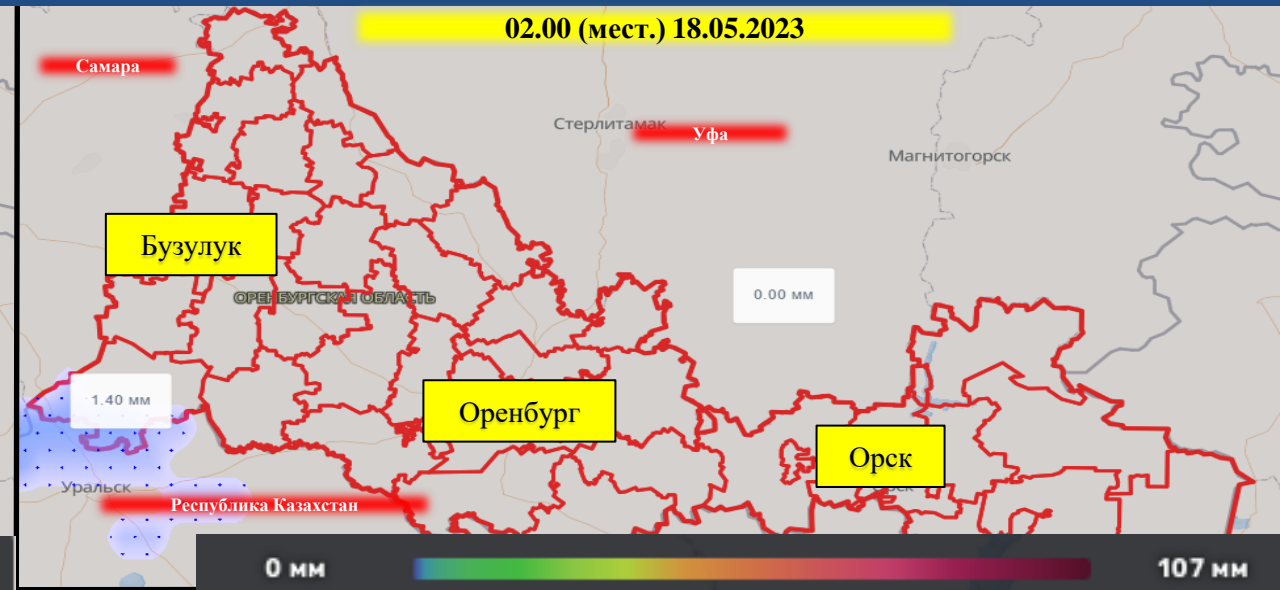 02.00 (мест.) 18.05.2023
Самара
Стерлитамак
Уфа
Магнитогорск
Бузулук
ОРЕНБУРГСКАЯ ОБЛАСТЬ
0.00 мм
1.40 мм
Оренбург
Орск
Уральск
Республика Казахстан
0 мм
107 мм